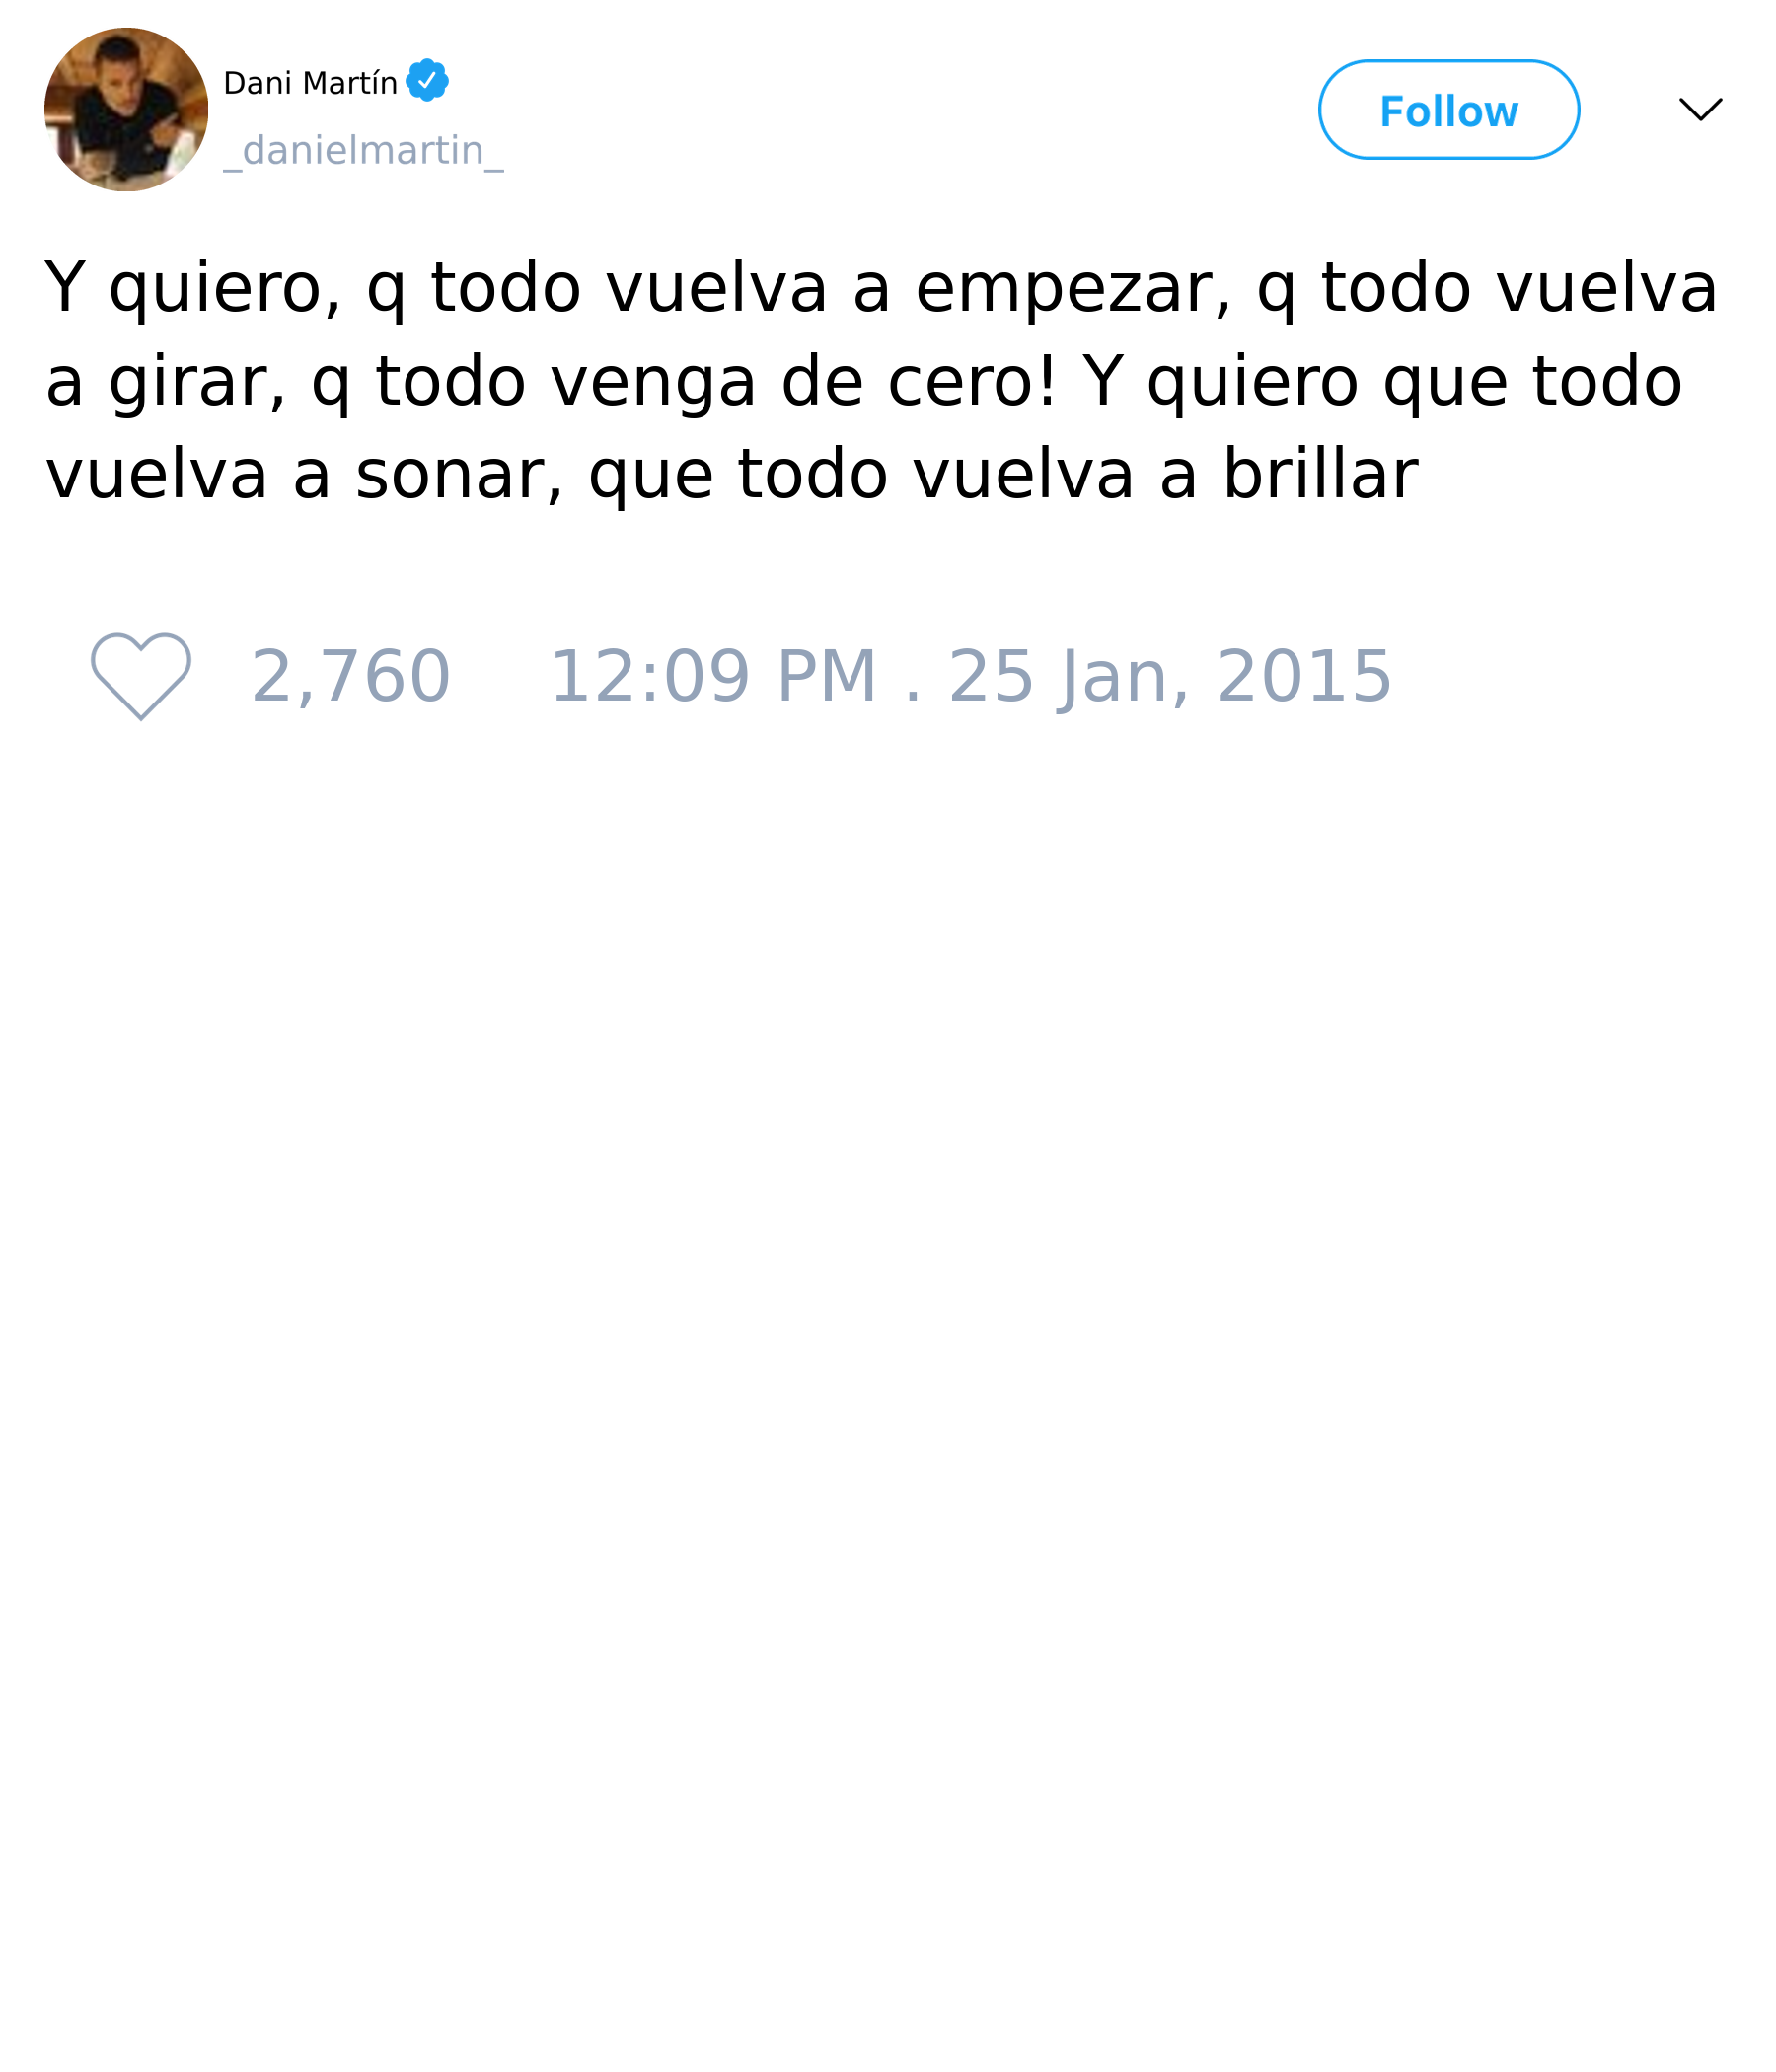 Dani Martín
_danielmartin_
Follow
Y quiero, q todo vuelva a empezar, q todo vuelva
a girar, q todo venga de cero! Y quiero que todo
vuelva a sonar, que todo vuelva a brillar
2,760 12:09 PM . 25 Jan, 2015